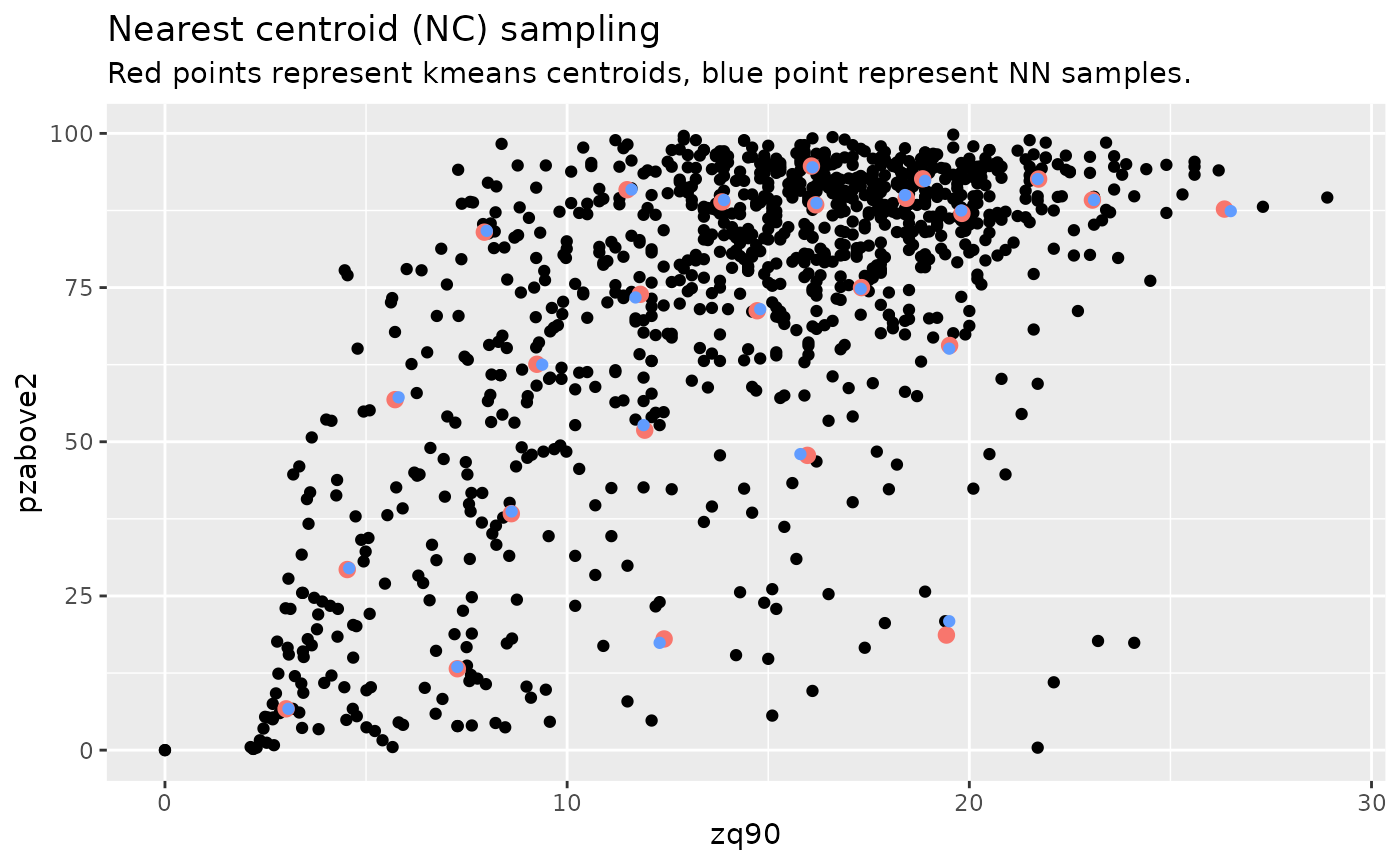 Nearest centroid (NC) sampling
Red points represent kmeans centroids, blue point represent NN samples.
100
75
50
25
0
pzabove2
0
10
20
30
zq90